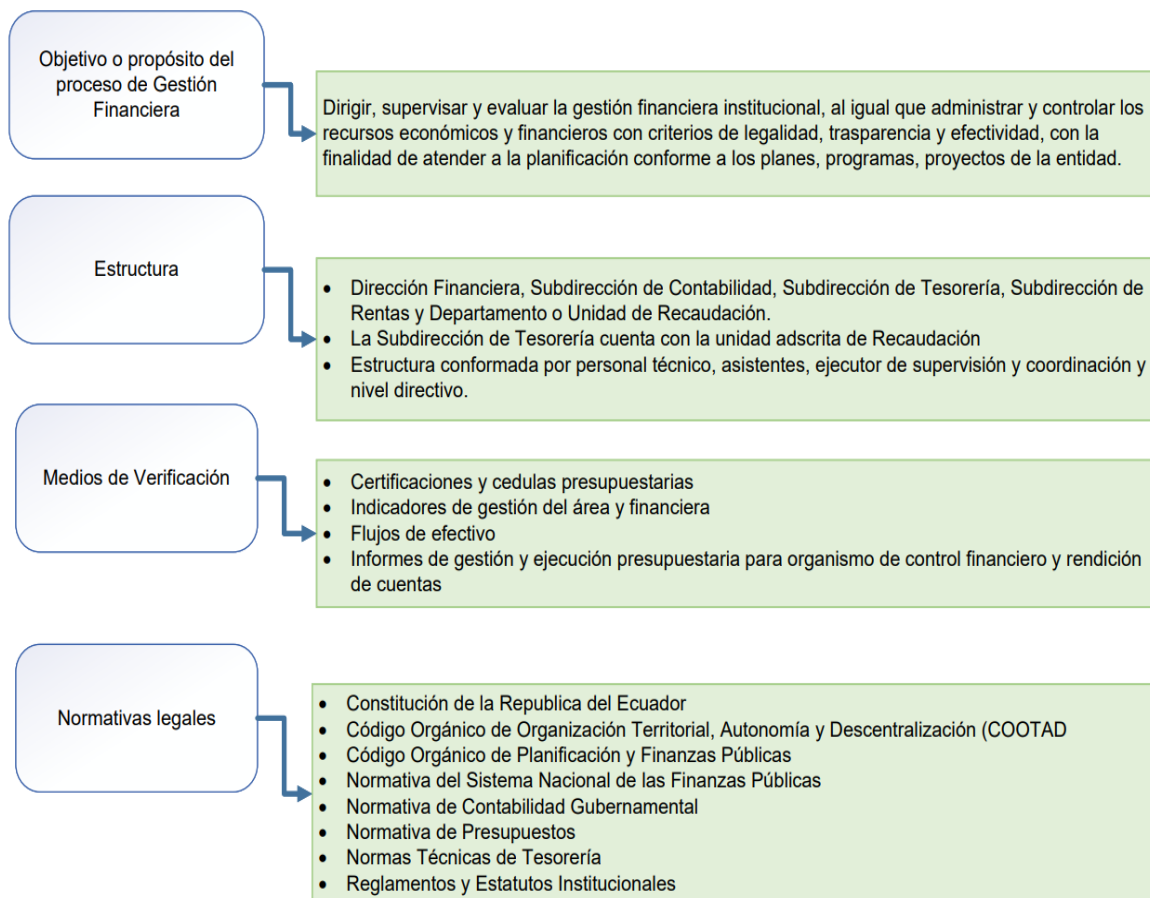 Objetivo o propósito del
proceso de Gestión
Financiera
Dirigir, supervisar y evaluar la gestión financiera institucional, al igual que administrar y controlar los
recursos económicos y financieros con criterios de legalidad, trasparencia y efectividad, con la
finalidad de atender a la planificación conforme a los planes, programas, proyectos de la entidad.
Estructura
• Dirección Financiera, Subdirección de Contabilidad, Subdirección de Tesorería, Subdirección de
Rentas y Departamento o Unidad de Recaudación.
• La Subdirección de Tesorería cuenta con la unidad adscrita de Recaudación
• Estructura conformada por personal técnico, asistentes, ejecutor de supervisión y coordinación y
nivel directivo.
Medios de Verificación
• Certificaciones y cedulas presupuestarias
• Indicadores de gestión del área y financiera
• Flujos de efectivo
• Informes de gestión y ejecución presupuestaria para organismo de control financiero y rendición
de cuentas
Normativas legales
• Constitución de la Republica del Ecuador
• Código Orgánico de Organización Territorial, Autonomía y Descentralización (COOTAD
• Código Orgánico de Planificación y Finanzas Públicas
• Normativa del Sistema Nacional de las Finanzas Públicas
• Normativa de Contabilidad Gubernamental
• Normativa de Presupuestos
• Normas Técnicas de Tesorería
• Reglamentos y Estatutos Institucionales